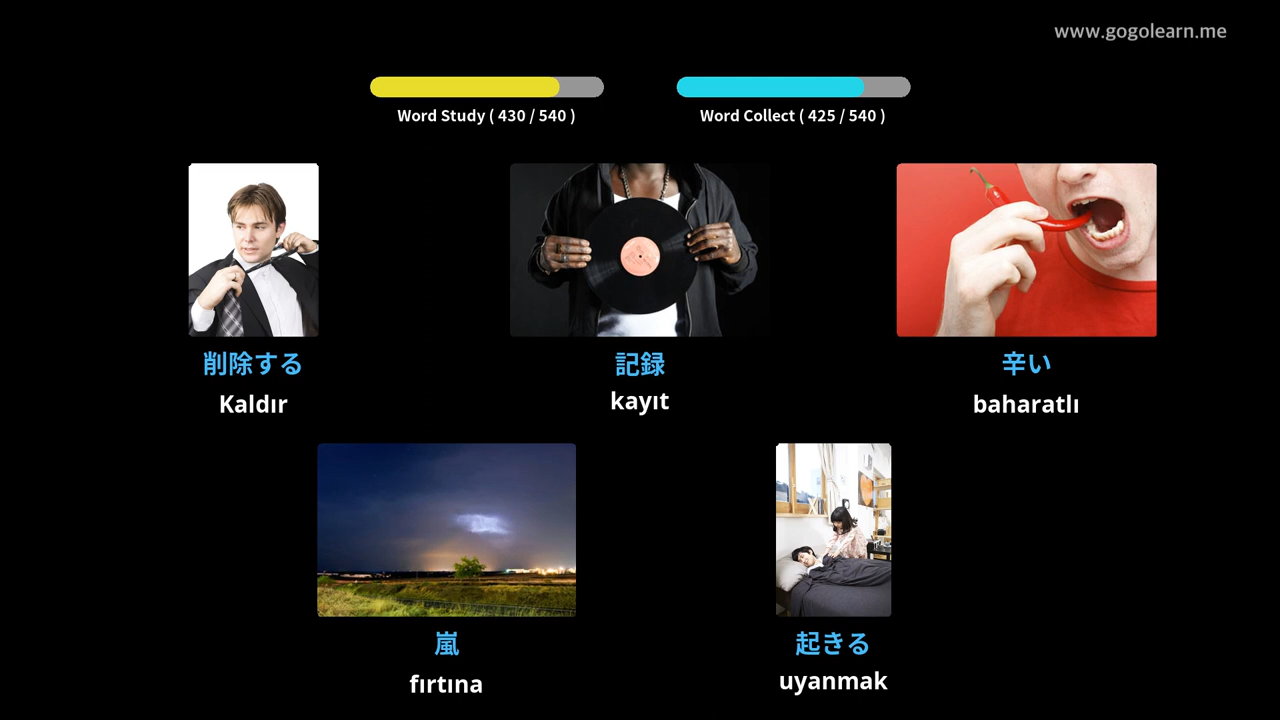 www.gogolearn.me
Word Study ( 430 / 540 )
Word Collect ( 425 / 540 )
削除する
Kaldır
記録
kayıt
辛い
baharatlı
嵐
fırtına
起きる
uyanmak